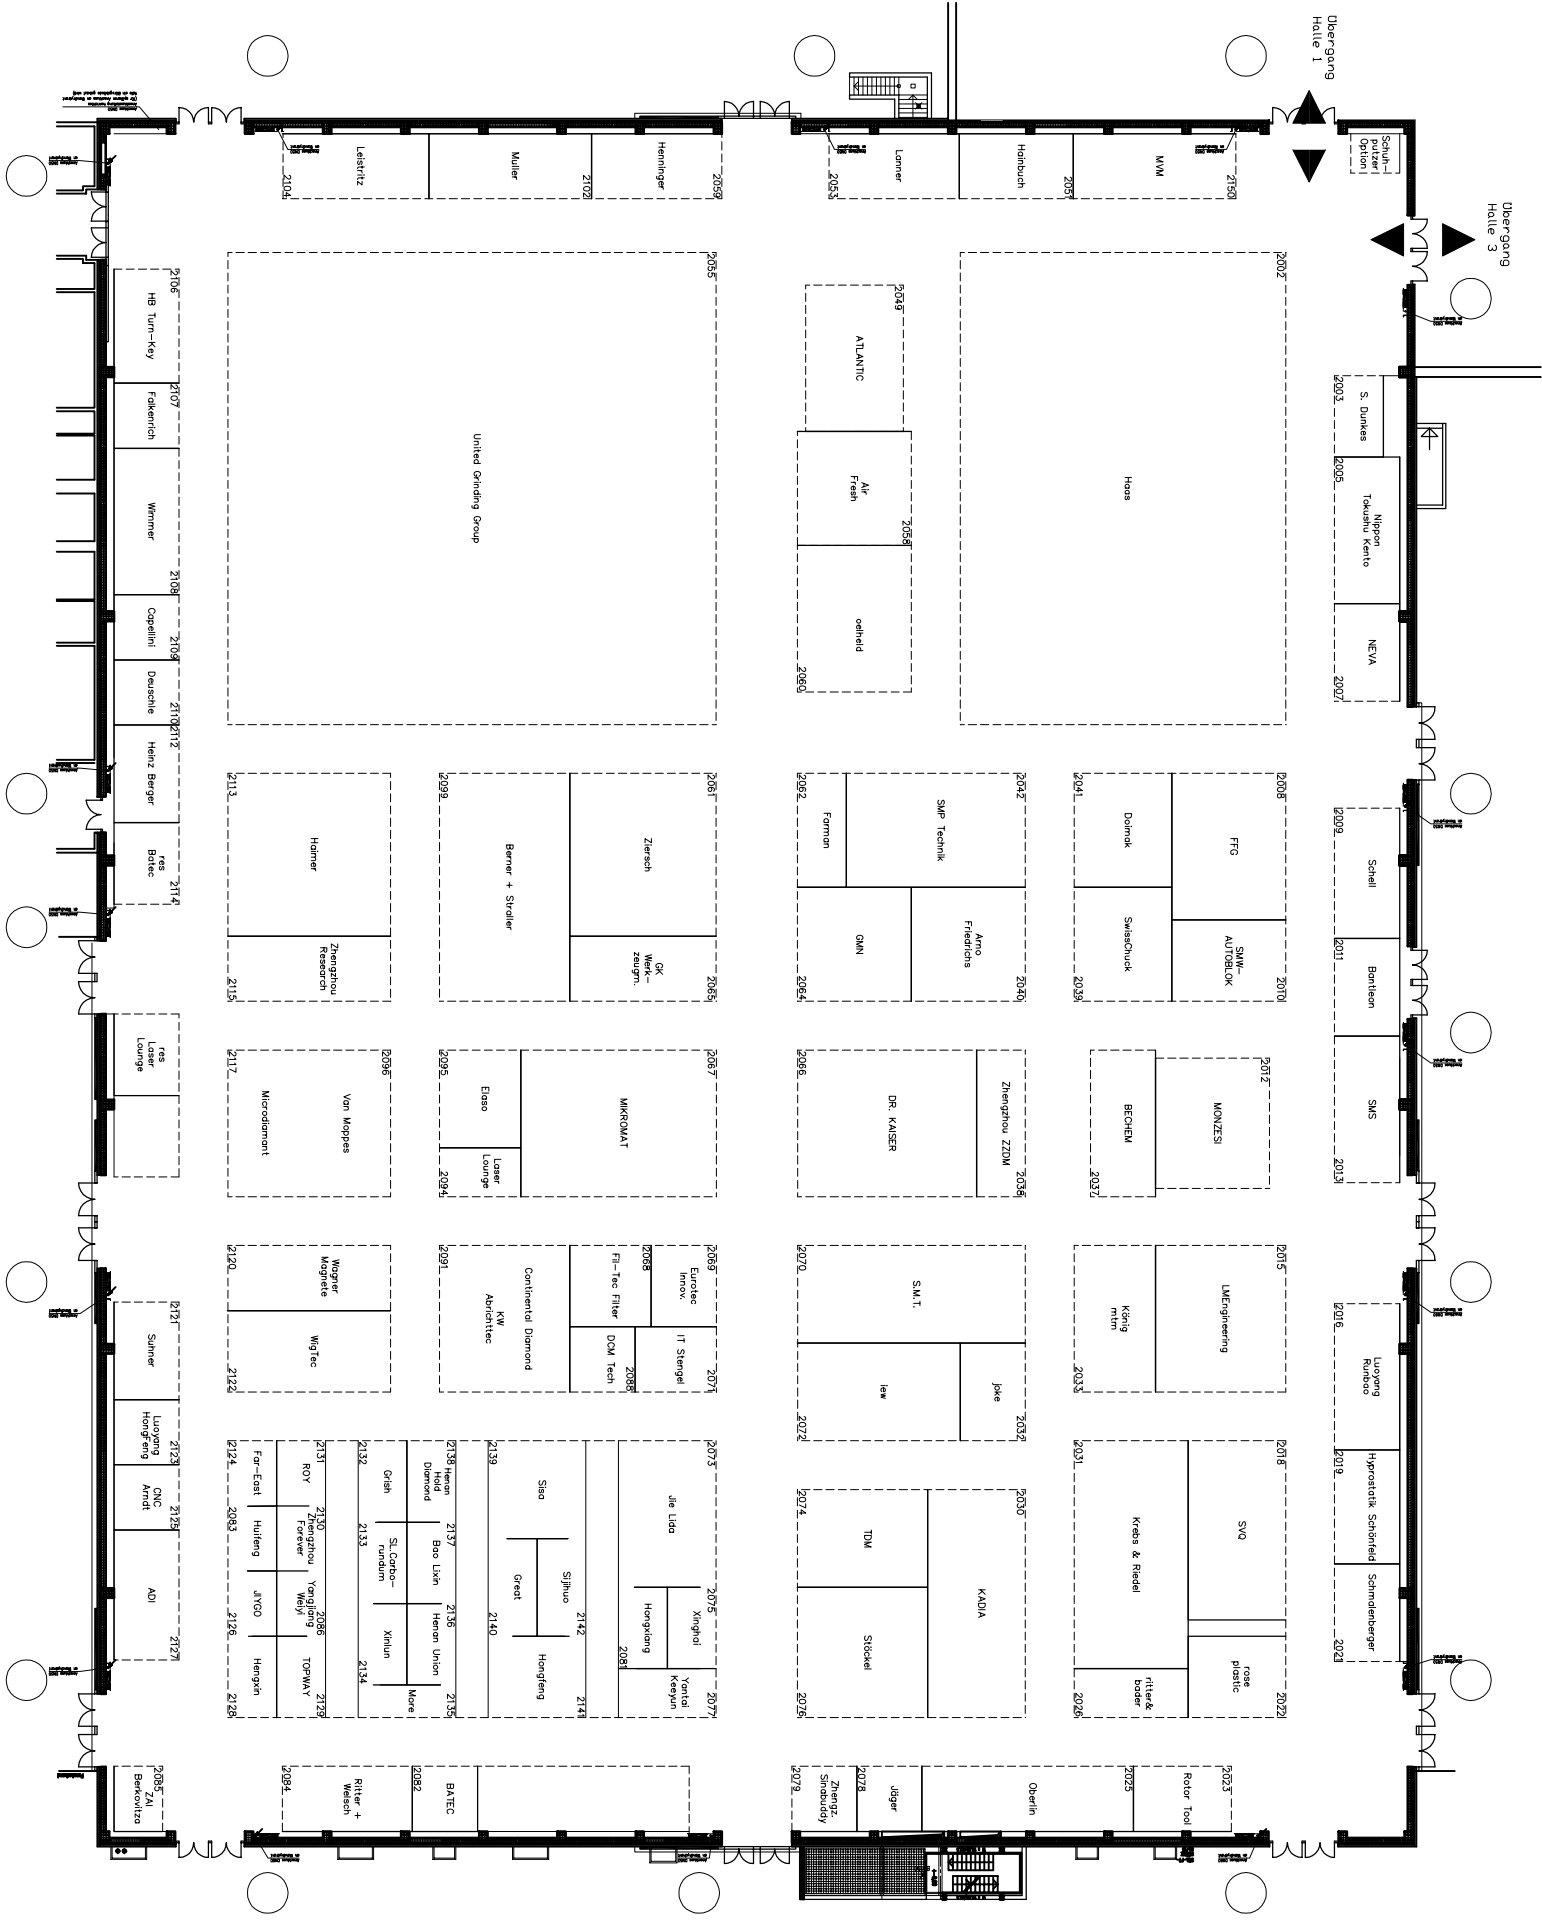 Übergang
Halle 1
Übergang
Halle 3
Schuh-
putzer
Option
Leistritz
2104
Muller
2102
Henninger
2059
Lanner
2053
Hainbuch
2051
MVM
2150
2055
United Grinding Group
2049
ATLANTIC
Air
Fresh
2058
oelheld
2060
2002
Haas
2003
S. Dunkes
2005
Nippon
Tokushu Kento
NEVA
2007
2106
HB Turn-Key
2107
Falkenrich
Wimmer
2108
Capellini
2109
Deuschle
2110
2112
Heinz Berger
res
Batec
2114
2113
Haimer
Zhengzhou
Research
2115
2099
Berner + Straller
2061
Ziersch
GK
Werk-
zeugm.
2065
2062
Farman
2042
SMP Technik
GMN
2064
Arno
Friedrichs
2040
2041
Doimak
2008
FFG
SwissChuck
2039
SMW-
AUTOBLOK
2010
2009
Schell
2011
Bantleon
SMS
2013
res
Laser
Lounge
2117
Microdiamant
2096
Van Moppes
2095
Elaso
Laser
Lounge
2094
2067
MIKROMAT
2066
DR. KAISER
Zhengzhou ZZDM
2038
BECHEM
2037
2012
MONZESI
2120
Wagner
Magnete
WigTec
2122
2091
Continental Diamond
KW
Abrichttec
2068
Fil-Tec Filter
2069
Eurotec
Innov.
DCM Tech
2088
IT Stengel
2071
2070
S.M.T.
iew
2072
joke
2032
König
mtm
2033
2015
LMEngineering
2016
Luoyang
Runbao
2019
Hyprostatik Schönfeld
Schmalenberger
2021
2121
Suhner
Luoyang
HongFeng
2123
CNC
Arndt
2125
ADI
2127
2124
Far-East
2131
ROY
2083
Huifeng
2130
Zhengzhou
Forever
JIYGO
2126
Yangjiang
Weiyi
2086
Hengxin
2128
TOPWAY
2129
2132
Grish
2138
Henan
Hold
Diamond
2133
SL.Carbo-
rundum
2137
Bao Lixin
Xinlun
2134
2136
Henan Union
More
2135
2139
Sisa
Great
2140
Sijihuo
2142
Hongfeng
2141
2073
Jie Lida
2075
Xinghai
Hongxiang
2081
Yantai
Keeyun
2077
2074
TDM
Stöckel
2076
2030
KADIA
2031
Krebs & Riedel
2018
SVQ
ritter&
bader
2026
rose
plastic
2022
2085
ZAI
Berkovitza
2084
Ritter +
Welsch
2082
BATEC
2079
Zhengz.
Sinabuddy
2078
Jäger
Oberlin
2025
2023
Rotor Tool